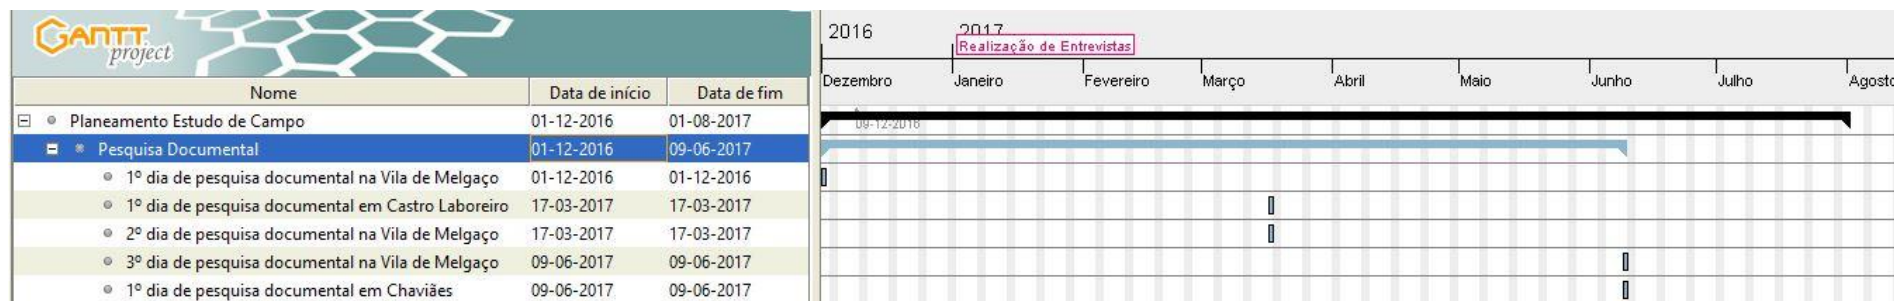 GANTT
project
2016
2017
Realização de Entrevistas
Dezembro Janeiro Fevereiro Março Abril Maio Junho Julho Agosto
Nome Data de início Data de fim
Planeamento Estudo de Campo 01-12-2016 01-08-2017
09-12-2016
Pesquisa Documental 01-12-2016 09-06-2017
1º dia de pesquisa documental na Vila de Melgaço 01-12-2016 01-12-2016
1º dia de pesquisa documental em Castro Laboreiro 17-03-2017 17-03-2017
2º dia de pesquisa documental na Vila de Melgaço 17-03-2017 17-03-2017
3º dia de pesquisa documental na Vila de Melgaço 09-06-2017 09-06-2017
1º dia de pesquisa documental em Chaviães 09-06-2017 09-06-2017